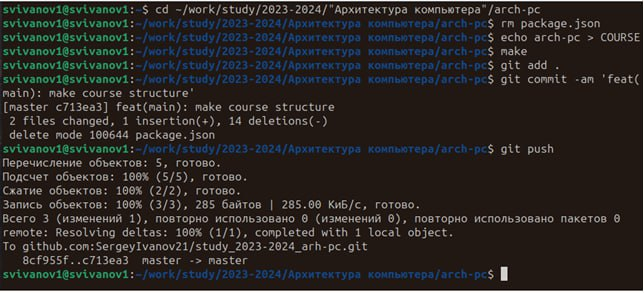 svivanov1@svivanov1:~$ cd ~/work/study/2023-2024/"Архитектура компьютера"/arch-pc
svivanov1@svivanov1:~/work/study/2023-2024/Архитектура компьютера/arch-pc$ rm package.json
svivanov1@svivanov1:~/work/study/2023-2024/Архитектура компьютера/arch-pc$ echo arch-pc > COURSE
svivanov1@svivanov1:~/work/study/2023-2024/Архитектура компьютера/arch-pc$ make
svivanov1@svivanov1:~/work/study/2023-2024/Архитектура компьютера/arch-pc$ git add .
svivanov1@svivanov1:~/work/study/2023-2024/Архитектура компьютера/arch-pc$ git commit -am 'feat(
main): make course structure'
[master c713ea3] feat(main): make course structure
2 files changed, 1 insertion(+), 14 deletions(-)
delete mode 100644 package.json
svivanov1@svivanov1:~/work/study/2023-2024/Архитектура компьютера/arch-pc$ git push
Перечисление объектов: 5, готово.
Подсчет объектов: 100% (5/5), готово.
Сжатие объектов: 100% (2/2), готово.
Запись объектов: 100% (3/3), 285 байтов | 285.00 КиБ/с, готово.
Всего 3 (изменений 1), повторно использовано 0 (изменений 0), повторно использовано пакетов 0
remote: Resolving deltas: 100% (1/1), completed with 1 local object.
To github.com:SergeyIvanov21/study_2023-2024_arh-pc.git
8cf955f..c713ea3  master -> master
svivanov1@svivanov1:~/work/study/2023-2024/Архитектура компьютера/arch-pc$